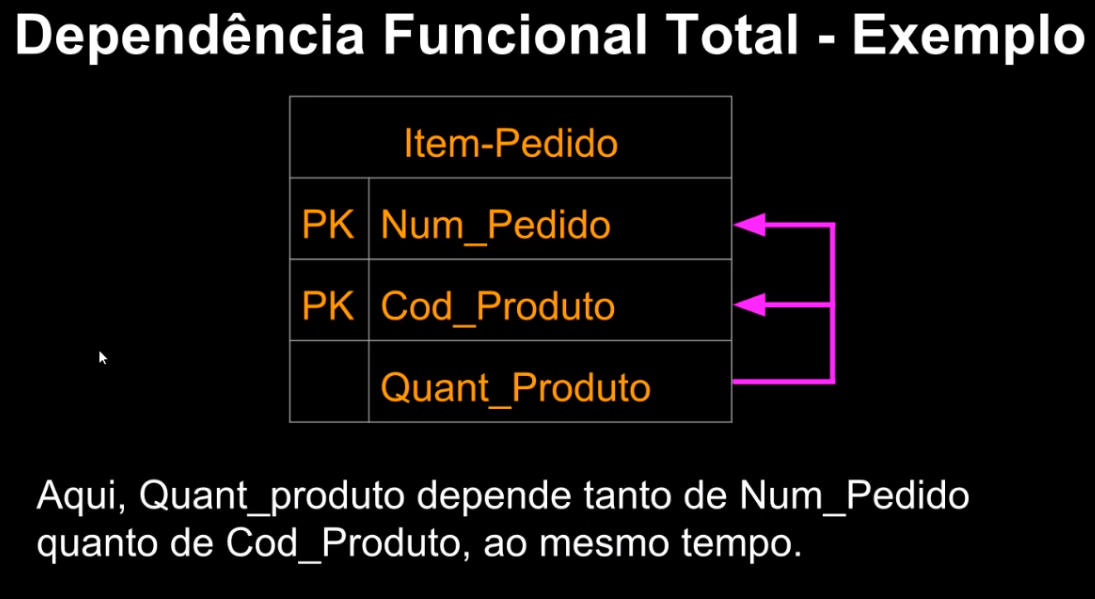 Dependência Funcional Total - Exemplo
Item-Pedido
PK Num_Pedido
PK Cod_Produto
Quant_Produto
Aqui, Quant_produto depende tanto de Num_Pedido
quanto de Cod_Produto, ao mesmo tempo.